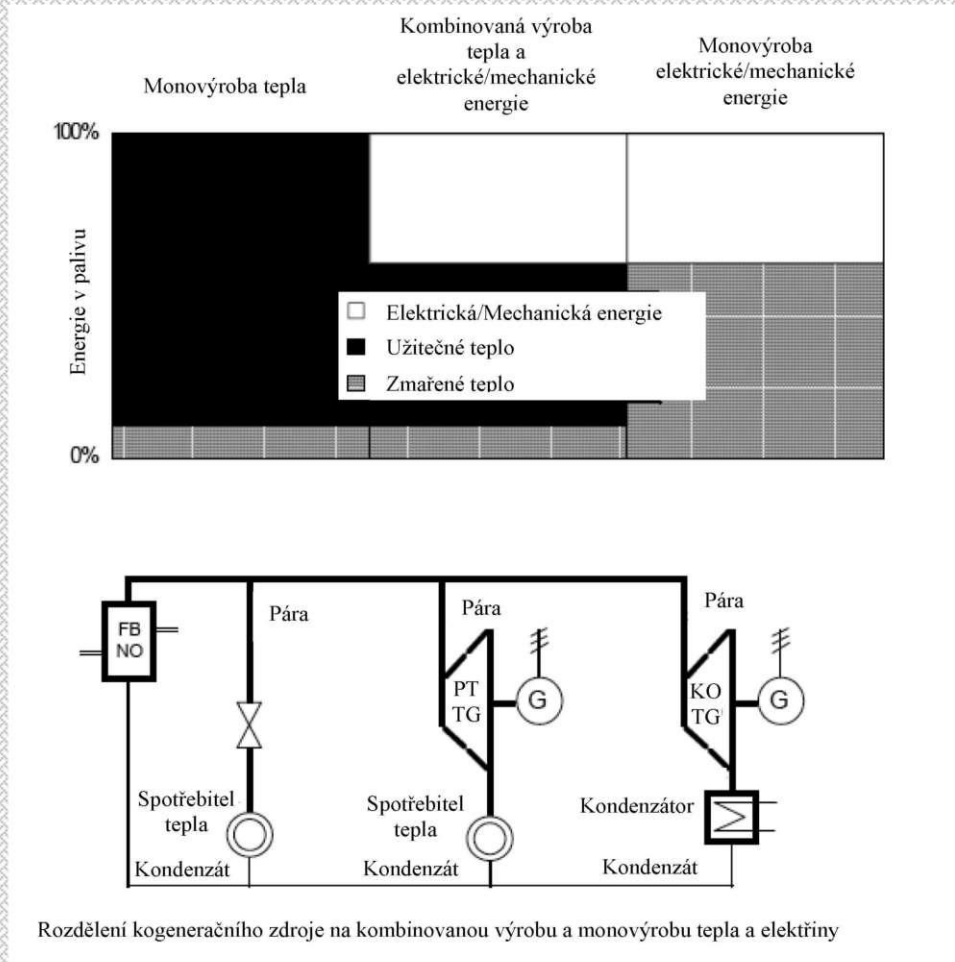 Monovýroba tepla
Kombinovaná výroba
tepla a
elektrické/mechanické
energie
Monovýroba
elektrické/mechanické
energie
100%
Energie v palivu
0%
Elektrická/Mechanická energie
Užitečné teplo
Zmařené teplo
FB
NO
Pára
Pára
Pára
PT
TG
G
KO
TG
G
Spotřebitel
tepla
Spotřebitel
tepla
Kondenzátor
Kondenzát
Kondenzát
Kondenzát
Rozdělení kogeneračního zdroje na kombinovanou výrobu a monovýrobu tepla a elektřiny